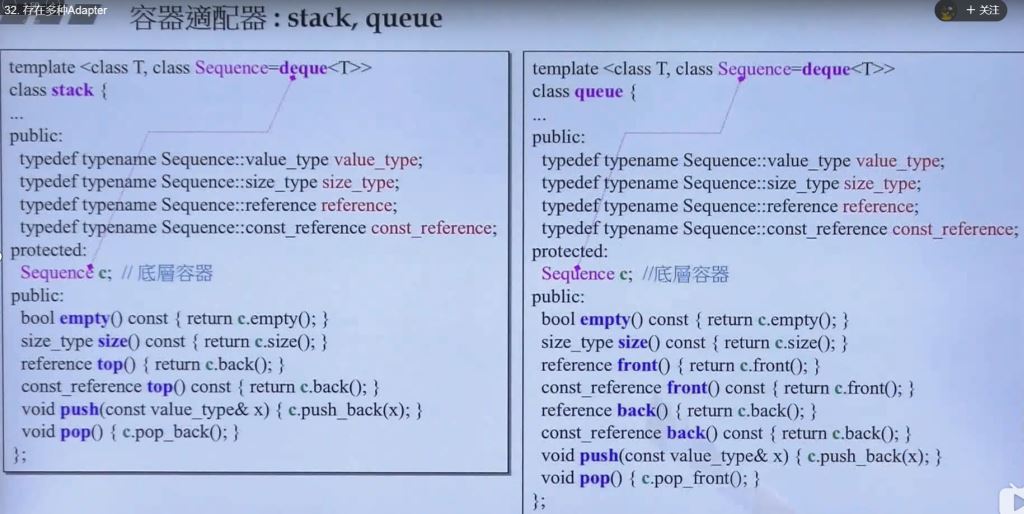 32. 存在多种Adapter
+ 关注
容器適配器 : stack, queue
template <class T, class Sequence=deque<T>>
class stack {
...
public:
typedef typename Sequence::value_type value_type;
typedef typename Sequence::size_type size_type;
typedef typename Sequence::reference reference;
typedef typename Sequence::const_reference const_reference;
protected:
Sequence c; // 底層容器
public:
bool empty() const { return c.empty(); }
size_type size() const { return c.size(); }
reference top() { return c.back(); }
const_reference top() const { return c.back(); }
void push(const value_type& x) { c.push_back(x); }
void pop() { c.pop_back(); }
};
template <class T, class Sequence=deque<T>>
class queue {
...
public:
typedef typename Sequence::value_type value_type;
typedef typename Sequence::size_type size_type;
typedef typename Sequence::reference reference;
typedef typename Sequence::const_reference const_reference;
protected:
Sequence c; //底層容器
public:
bool empty() const { return c.empty(); }
size_type size() const { return c.size(); }
reference front() { return c.front(); }
const_reference front() const { return c.front(); }
reference back() { return c.back(); }
const_reference back() const { return c.back(); }
void push(const value_type& x) { c.push_back(x); }
void pop() { c.pop_front(); }
};